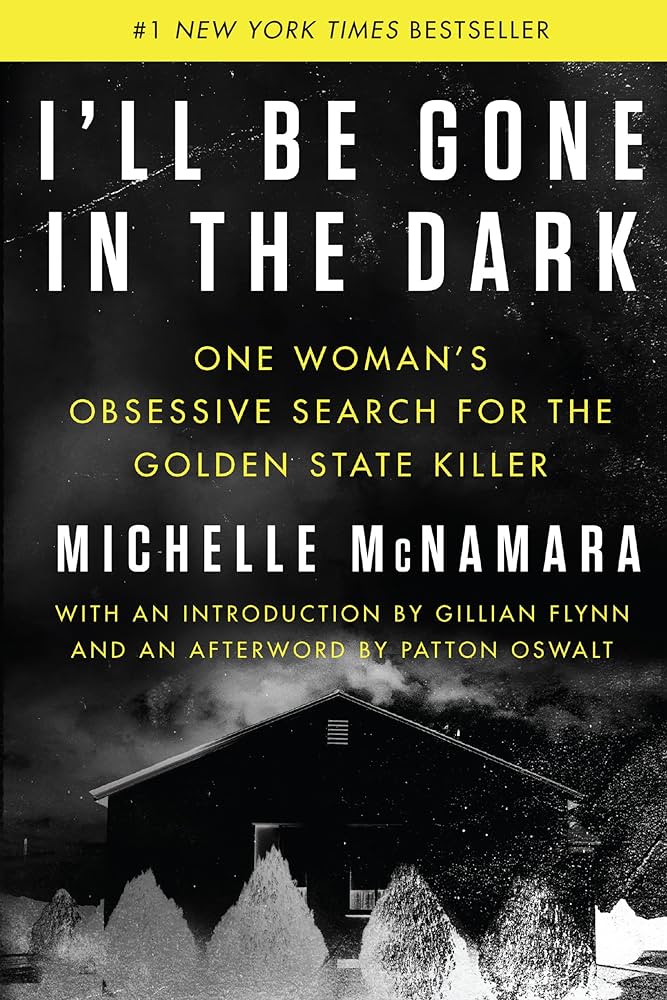 #1 NEW YORK TIMES BESTSELLER
I'LL BE GONE
IN THE DARK
ONE WOMAN'S
OBSESSIVE SEARCH FOR THE
GOLDEN STATE KILLER
MICHELLE McNAMARA
WITH AN INTRODUCTION BY GILLIAN FLYNN
AND AN AFTERWORD BY PATTON OSWALT